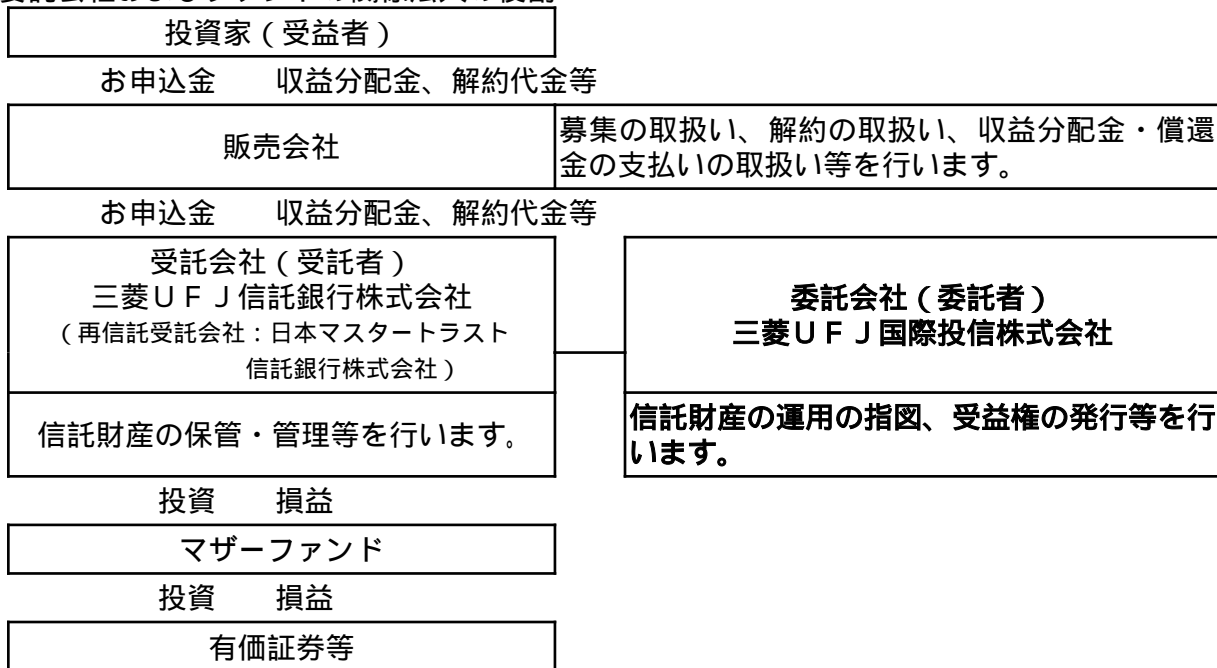 投資家（受益者）
お申込金　　収益分配金、解約代金等
販売会社
募集の取扱い、解約の取扱い、収益分配金・償還
金の支払いの取扱い等を行います。
お申込金　　収益分配金、解約代金等
受託会社（受託者）
三菱ＵＦＪ信託銀行株式会社
（再信託受託会社：日本マスタートラスト
信託銀行株式会社）
委託会社（委託者）
三菱ＵＦＪ国際投信株式会社
信託財産の保管・管理等を行います。
信託財産の運用の指図、受益権の発行等を行
います。
投資　　損益
マザーファンド
投資　　損益
有価証券等